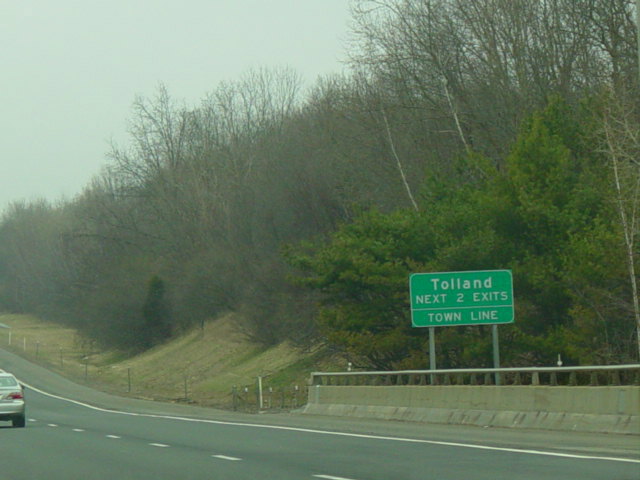 Tolland
NEXT 2 EXITS
TOWN LINE